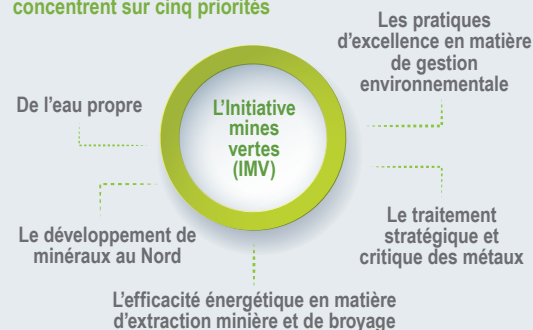 concentrent sur cinq priorités
Les pratiques
d'excellence en matière
de gestion
environnementale
De l'eau propre
L'Initiative
mines
vertes
(IMV)
Le développement de
minéraux au Nord
Le traitement
stratégique et
critique des métaux
L'efficacité énergétique en matière
d'extraction minière et de broyage